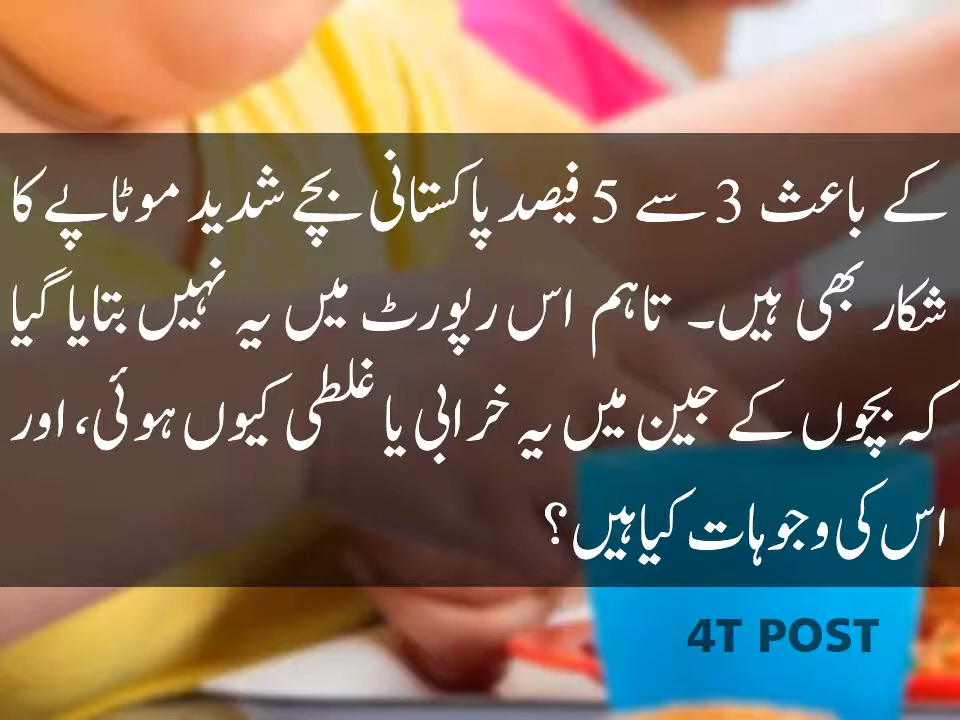 کے باعث 3 سے 5 فیصد پاکستانی بچے شدید موٹاپے کا
شکار بھی ہیں۔ تاہم اس رپورٹ میں یہ نہیں بتایا گیا
کہ بچوں کے جین میں یہ خرابی یا غلطی کیوں ہوئی، اور
اس کی وجوہات کیا ہیں؟
4T POST